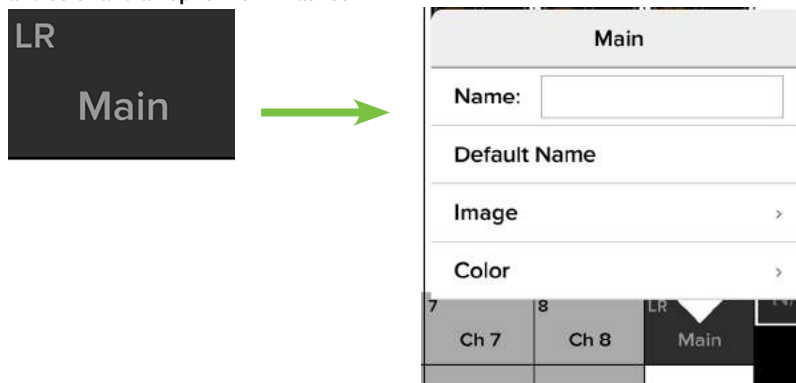 LR
Main
Main
Name:
Default Name
Image
Color
7
Ch 7
8
Ch 8
LR
Main